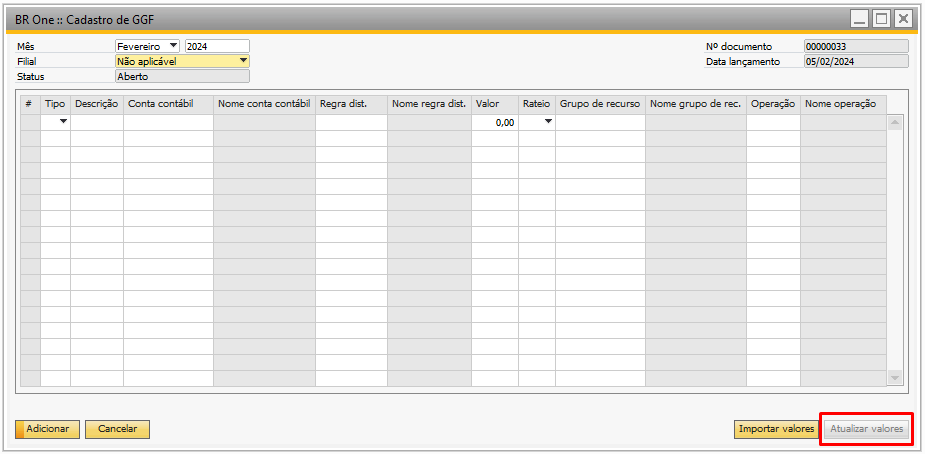 BR One :: Cadastro de GGF
Mês Fevereiro 2024 Nº documento 00000033
Filial Não aplicável Data lançamento 05/02/2024
Status Aberto
# Tipo Descrição Conta contábil Nome conta contábil Regra dist. Nome regra dist. Valor Rateio Grupo de recurso Nome grupo de rec. Operação Nome operação
0,00
Adicionar Cancelar Importar valores Atualizar valores